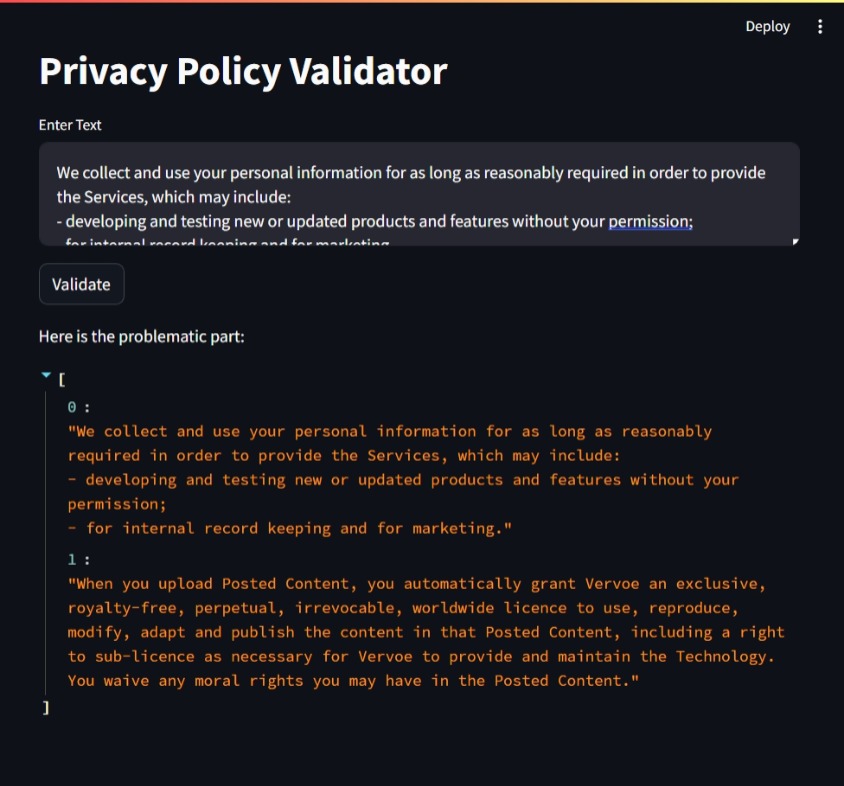 Deploy
Privacy Policy Validator
Enter Text
We collect and use your personal information for as long as reasonably required in order to provide
the Services, which may include:
- developing and testing new or updated products and features without your permission;
- for internal record keeping and for marketing.
Validate
Here is the problematic part:
[
0 :
"We collect and use your personal information for as long as reasonably
required in order to provide the Services, which may include:
- developing and testing new or updated products and features without your
permission;
- for internal record keeping and for marketing."
1 :
"When you upload Posted Content, you automatically grant Vervoe an exclusive,
royalty-free, perpetual, irrevocable, worldwide licence to use, reproduce,
modify, adapt and publish the content in that Posted Content, including a right
to sub-licence as necessary for Vervoe to provide and maintain the Technology.
You waive any moral rights you may have in the Posted Content."
]